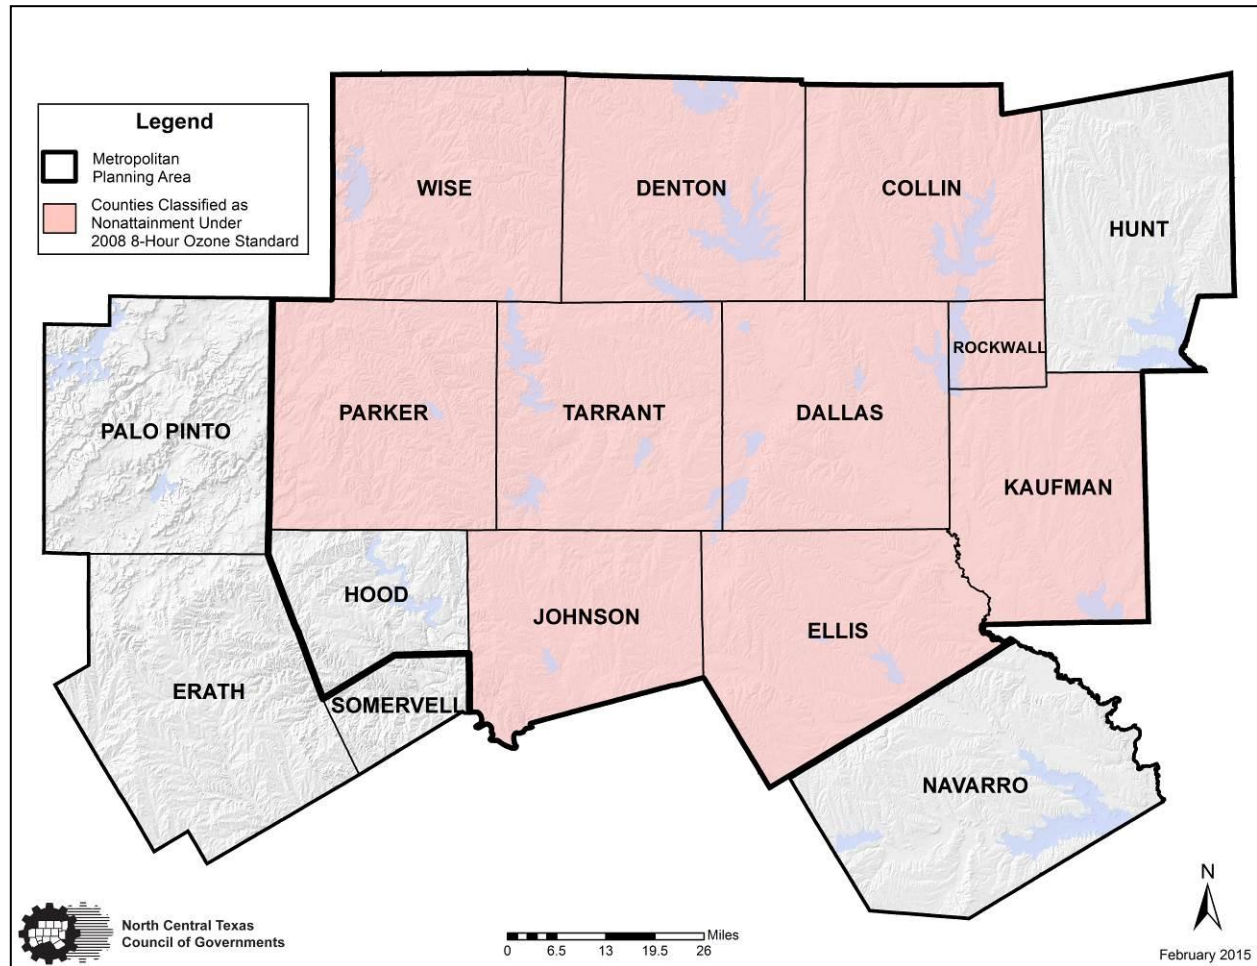 Legend
Metropolitan
Planning Area
Counties Classified as
Nonattainment Under
2008 8-Hour Ozone Standard
WISE
DENTON
COLLIN
HUNT
ROCKWALL
PALO PINTO
PARKER
TARRANT
DALLAS
KAUFMAN
HOOD
JOHNSON
ELLIS
ERATH
SOMERVELL
NAVARRO
North Central Texas
Council of Governments
Miles
0 6.5 13 19.5 26
N
February 2015